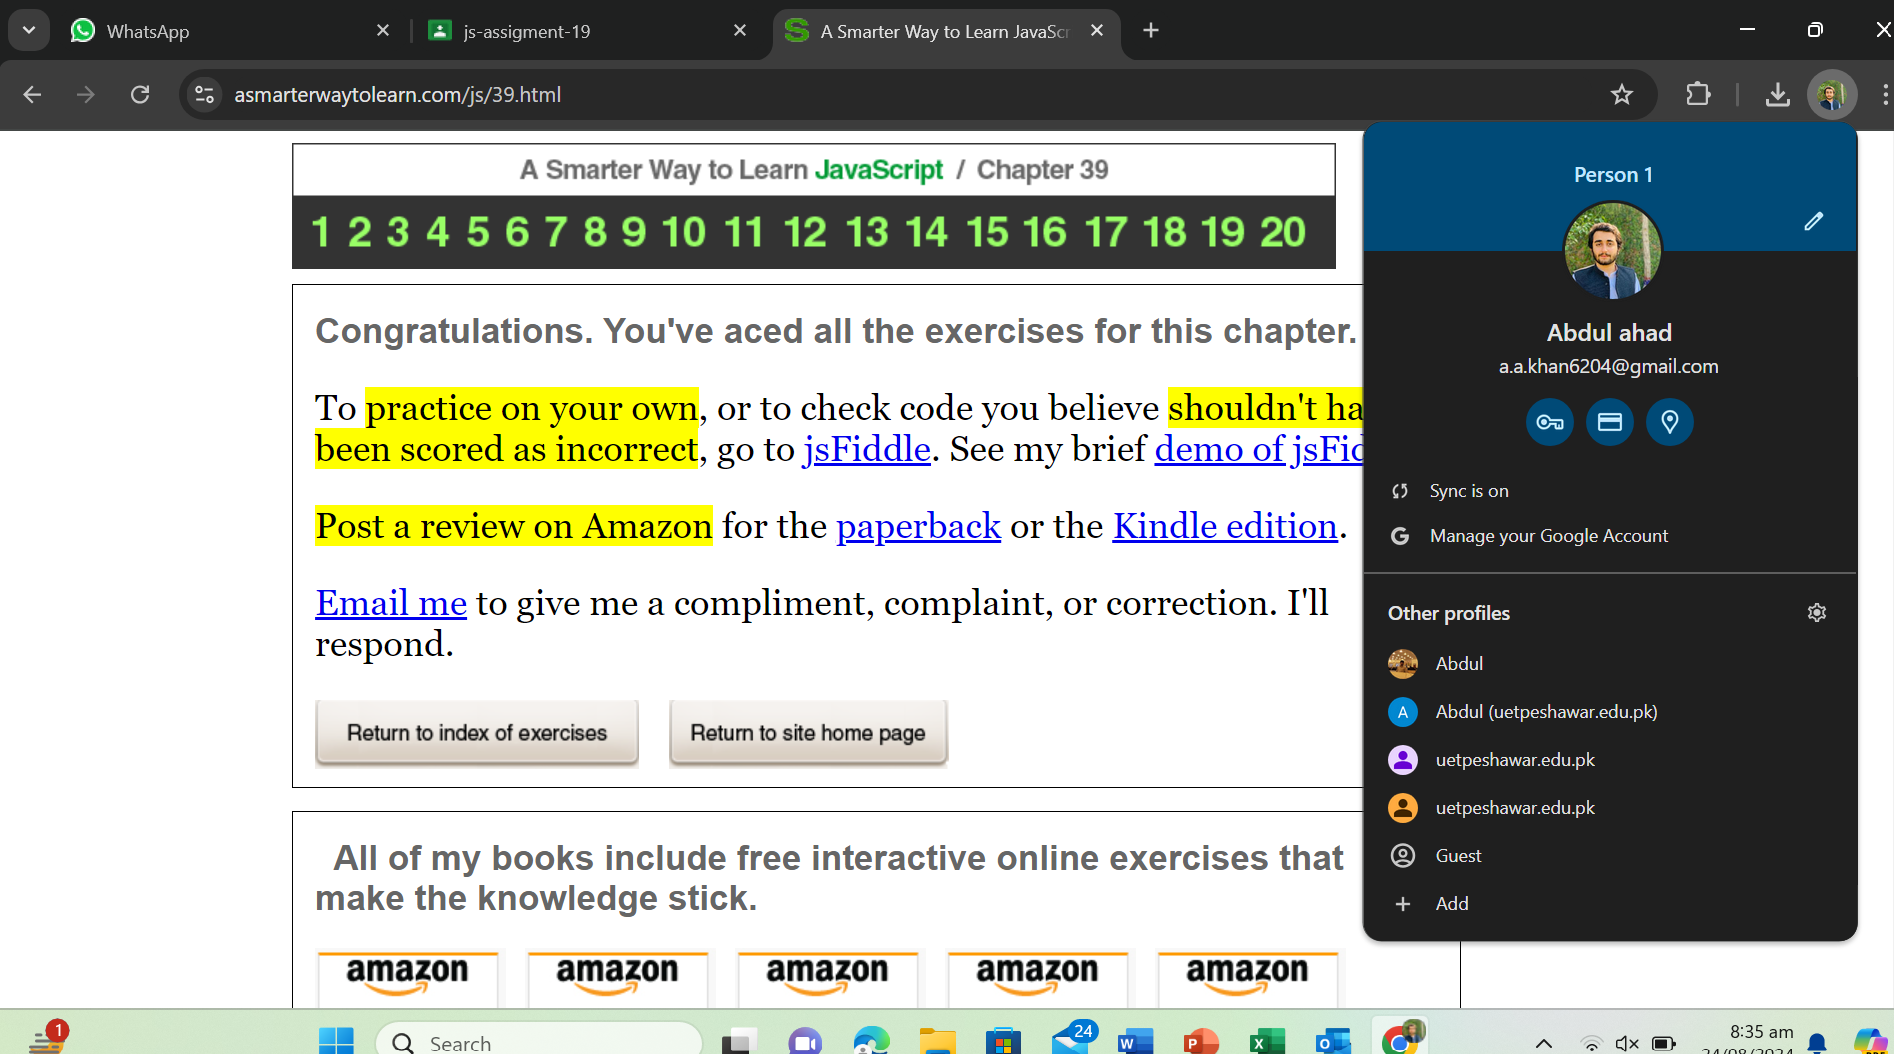 WhatsApp
js-assigment-19
A Smarter Way to Learn JavaScr
asmarterwaytolearn.com/js/39.html
A Smarter Way to Learn JavaScript / Chapter 39
1 2 3 4 5 6 7 8 9 10 11 12 13 14 15 16 17 18 19 20
Congratulations. You've aced all the exercises for this chapter.
To practice on your own, or to check code you believe shouldn't ha
been scored as incorrect, go to jsFiddle. See my brief demo of jsFid
Post a review on Amazon for the paperback or the Kindle edition.
Email me to give me a compliment, complaint, or correction. I'll
respond.
Return to index of exercises
Return to site home page
All of my books include free interactive online exercises that
make the knowledge stick.
amazon amazon amazon amazon amazon
Person 1
Abdul ahad
a.a.khan6204@gmail.com
Sync is on
G Manage your Google Account
Other profiles
Abdul
A Abdul (uetpeshawar.edu.pk)
uetpeshawar.edu.pk
uetpeshawar.edu.pk
Guest
+ Add
1
Search
24
W
P
X
O
8:35 am
24/08/2024